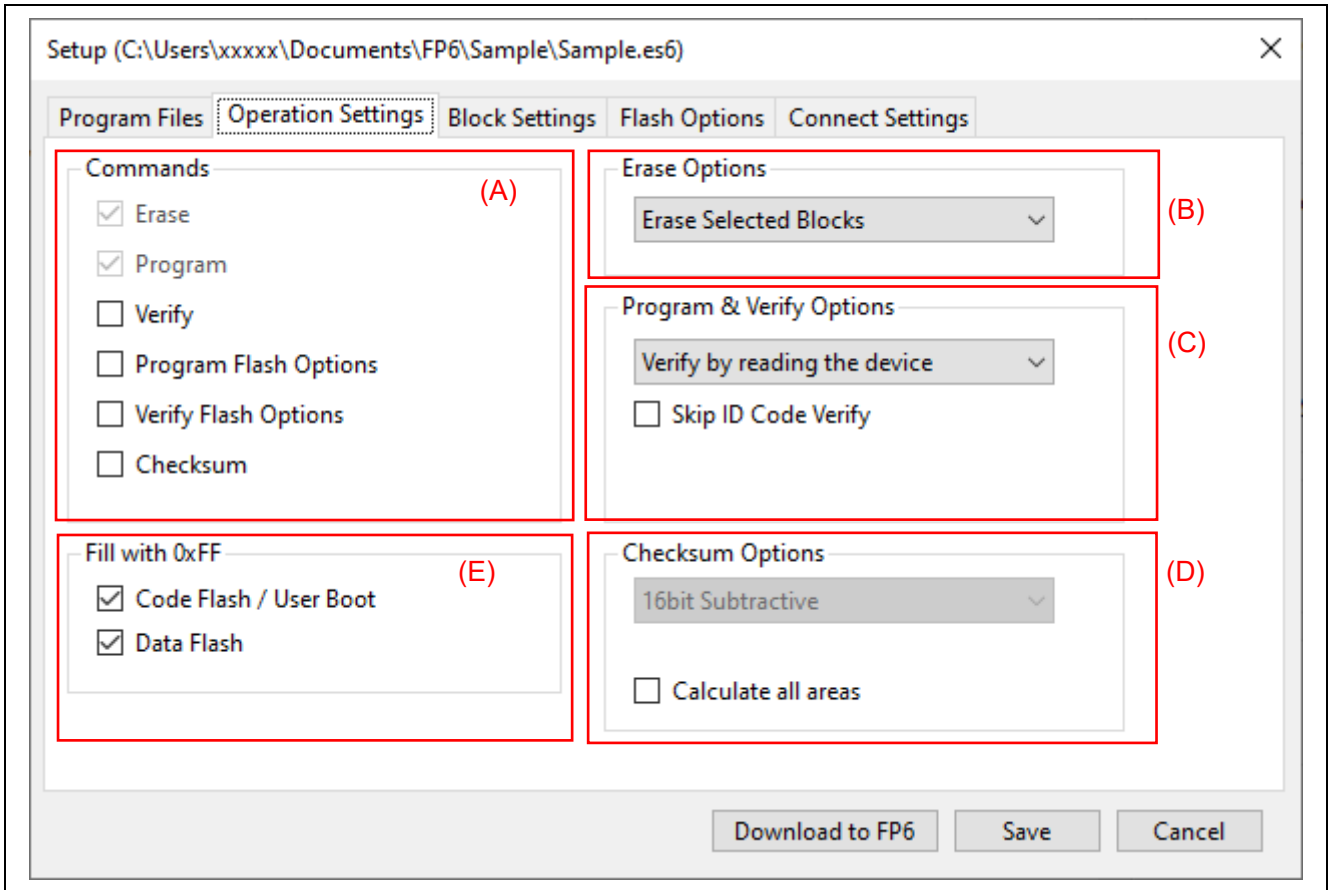 Setup (C:\Users\xxxxx\Documents\FP6\Sample\Sample.es6)
Program Files Operation Settings Block Settings Flash Options Connect Settings
Commands
(A)
Erase
Program
Verify
Program Flash Options
Verify Flash Options
Checksum
Erase Options
Erase Selected Blocks
(B)
Program & Verify Options
Verify by reading the device
(C)
Skip ID Code Verify
Fill with 0xFF
(E)
Code Flash / User Boot
Data Flash
Checksum Options
16bit Subtractive
(D)
Calculate all areas
Download to FP6 Save Cancel